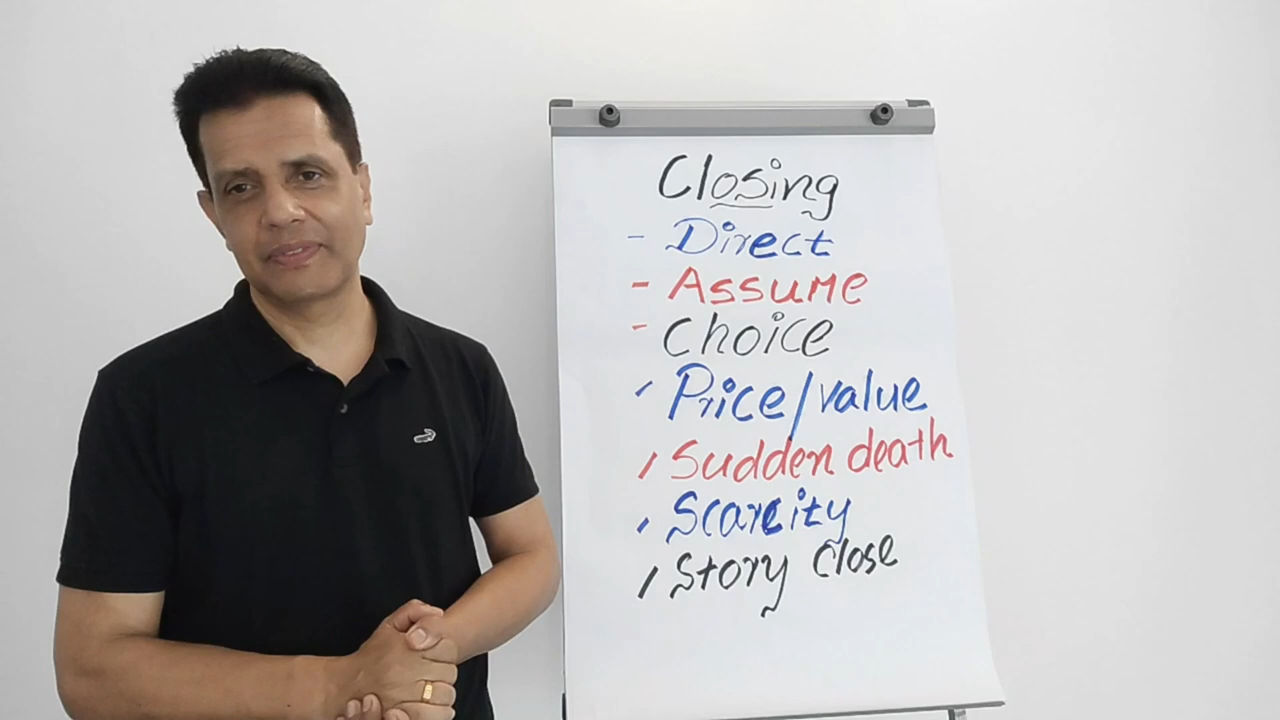 Closing
- Direct
- Assume
- Choice
- Price/value
- Sudden death
- Scarcity
- Story Close